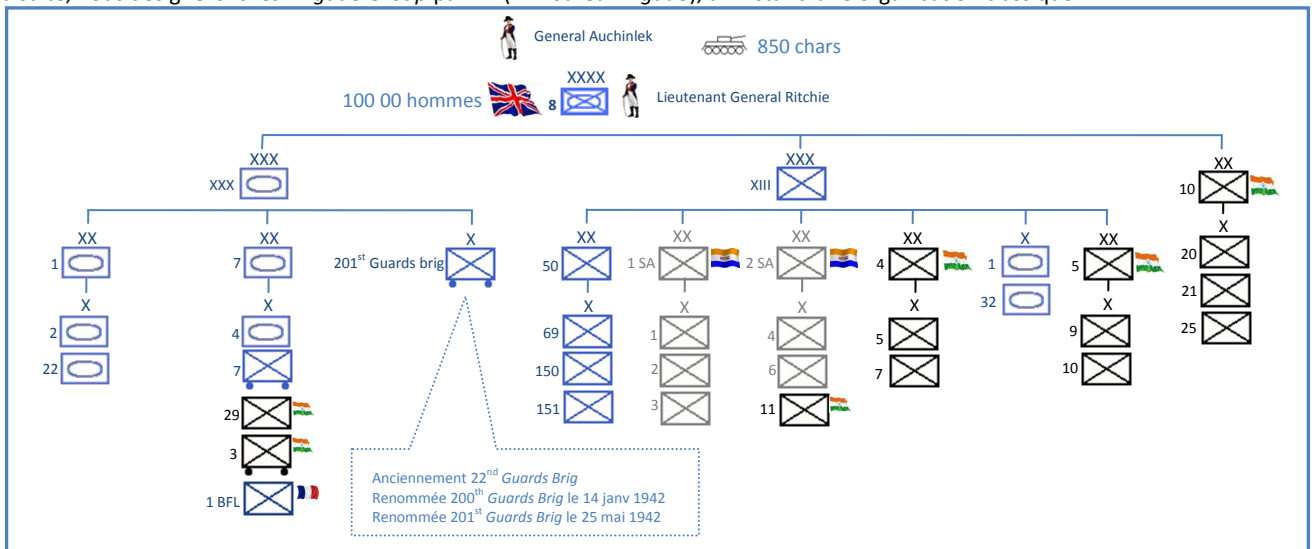 General Auchinlek
850 chars
XXXX
100 00 hommes
8
Lieutenant General Ritchie
XXX
XXX
XX
XXX
XIII
10
XX
XX
X
XX
XX
XX
XX
X
XX
X
1
7
201st Guards brig
50
1 SA
2 SA
4
1
5
20
X
X
X
X
X
X
X
32
21
2
4
69
1
4
5
9
25
22
7
150
2
6
7
10
29
151
3
11
3
1 BFL
Anciennement 22nd Guards Brig
Renommée 200th Guards Brig le 14 janv 1942
Renommée 201st Guards Brig le 25 mai 1942